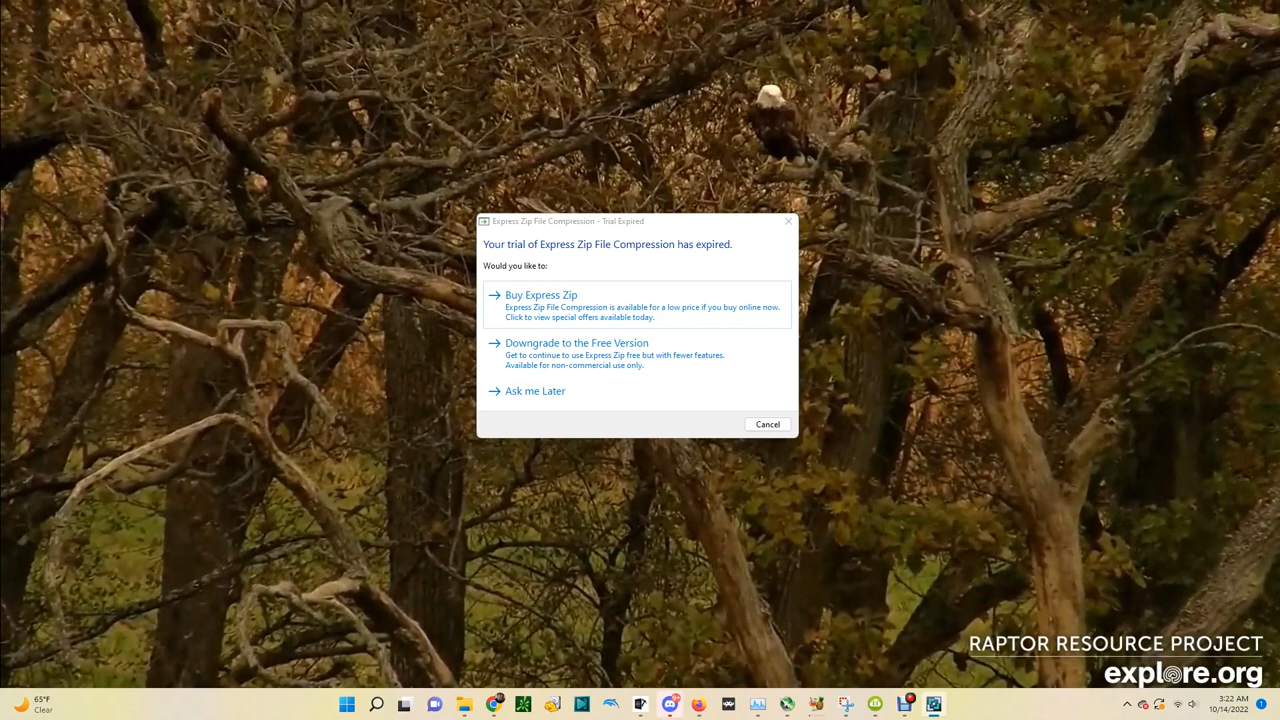 Express Zip File Compression - Trial Expired
Your trial of Express Zip File Compression has expired.
Would you like to:
Buy Express Zip
Express Zip File Compression is available for a low price if you buy online now.
Click to view special offers available today.
Downgrade to the Free Version
Get to continue to use Express Zip free but with fewer features.
Available for non-commercial use only.
Ask me Later
Cancel
RAPTOR RESOURCE PROJECT
explore.org
65°F
Clear
9+
3:22 AM
10/14/2022
1